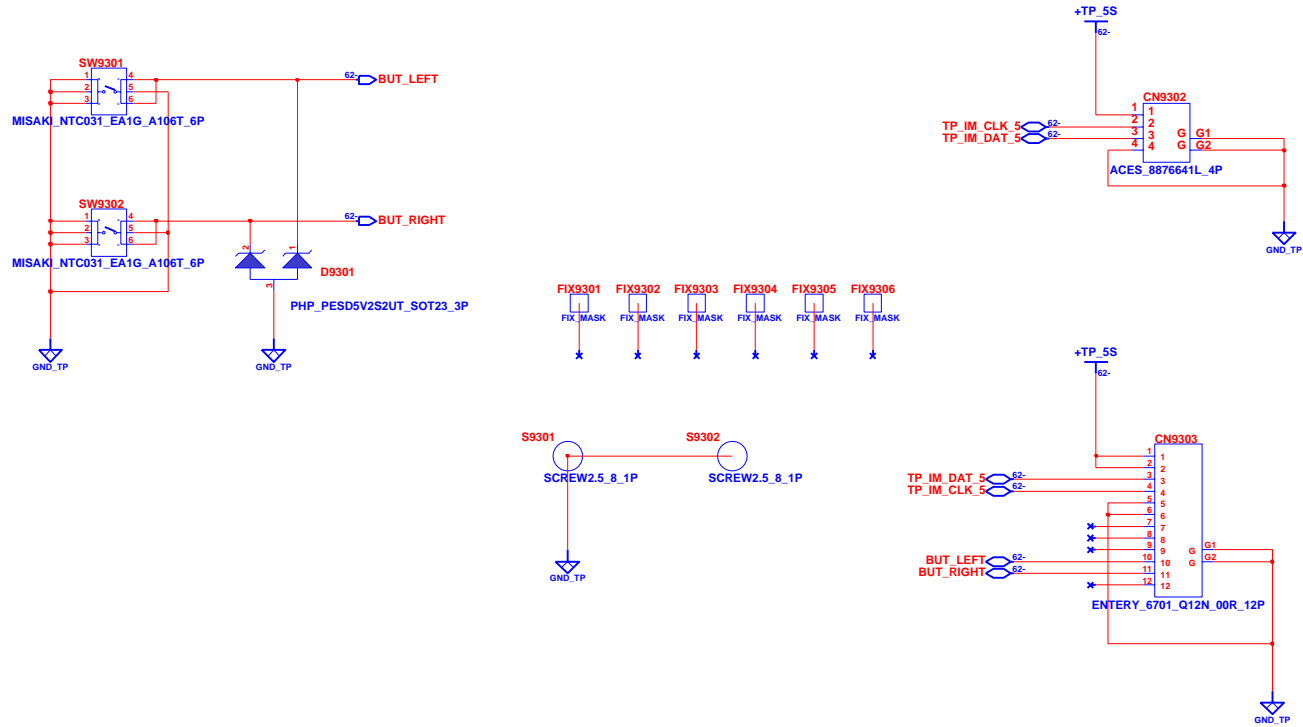 SW9301
1 4
2 5
3 6
MISAKI_NTC031_EA1G_A106T_6P
62- BUT_LEFT
SW9302
1 4
2 5
3 6
MISAKI_NTC031_EA1G_A106T_6P
62- BUT_RIGHT
2 1
D9301
3
PHP_PESD5V2S2UT_SOT23_3P
GND_TP
GND_TP
FIX9301 FIX9302 FIX9303 FIX9304 FIX9305 FIX9306
FIX_MASK FIX_MASK FIX_MASK FIX_MASK FIX_MASK FIX_MASK
S9301 S9302
SCREW2.5_8_1P SCREW2.5_8_1P
GND_TP
+TP_5S
62-
CN9302
1 1
TP_IM_CLK_5 62- 2 2
TP_IM_DAT_5 62- 3 3 G G1
4 4 G G2
ACES_8876641L_4P
GND_TP
+TP_5S
62-
CN9303
1 1
2 2
TP_IM_DAT_5 62- 3 3
TP_IM_CLK_5 62- 4 4
5 5
6 6
7 7
8 8
9 9 G G1
BUT_LEFT 62- 10 10 G G2
BUT_RIGHT 62- 11 11
12 12
ENTERY_6701_Q12N_00R_12P
GND_TP